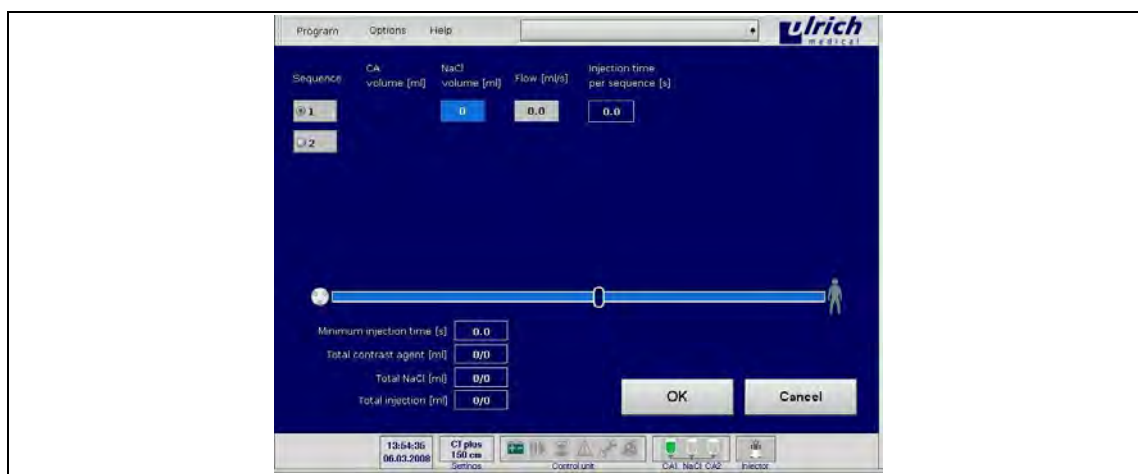 Program Options Help
ulrich
medical
Sequence
CA
volume [ml]
NaCl
volume [ml]
Flow [ml/s]
Injection time
per sequence [s]
1 0 0.0 0.0
2
Minimum injection time [s] 0.0
Total contrast agent [ml] 0/0
Total NaCl [ml] 0/0
Total injection [ml] 0/0
OK Cancel
13:54:35
06.03.2008
CT plus
150 cm
Settings Control unit CA1 NaCl CA2 Injector